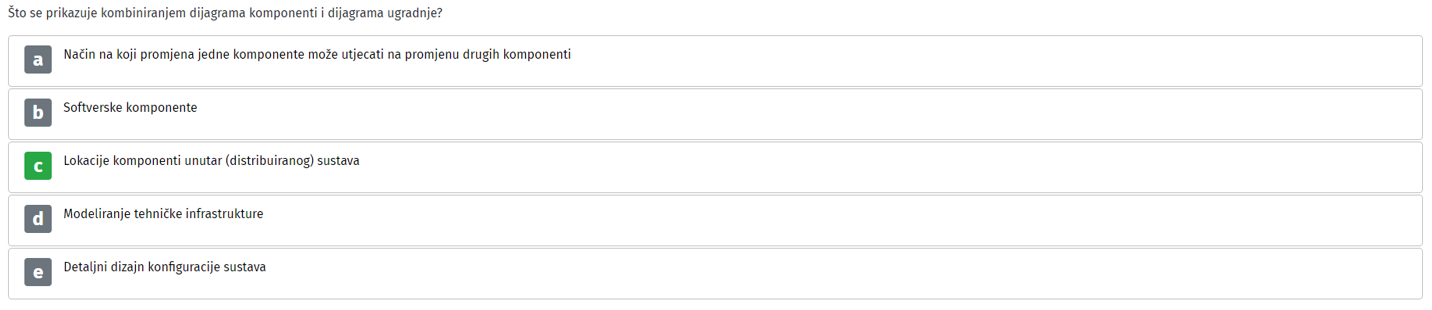 Što se prikazuje kombiniranjem dijagrama komponenti i dijagrama ugradnje?
a Način na koji promjena jedne komponente može utjecati na promjenu drugih komponenti
b Softverske komponente
c Lokacije komponenti unutar (distribuiranog) sustava
d Modeliranje tehničke infrastrukture
e Detaljni dizajn konfiguracije sustava